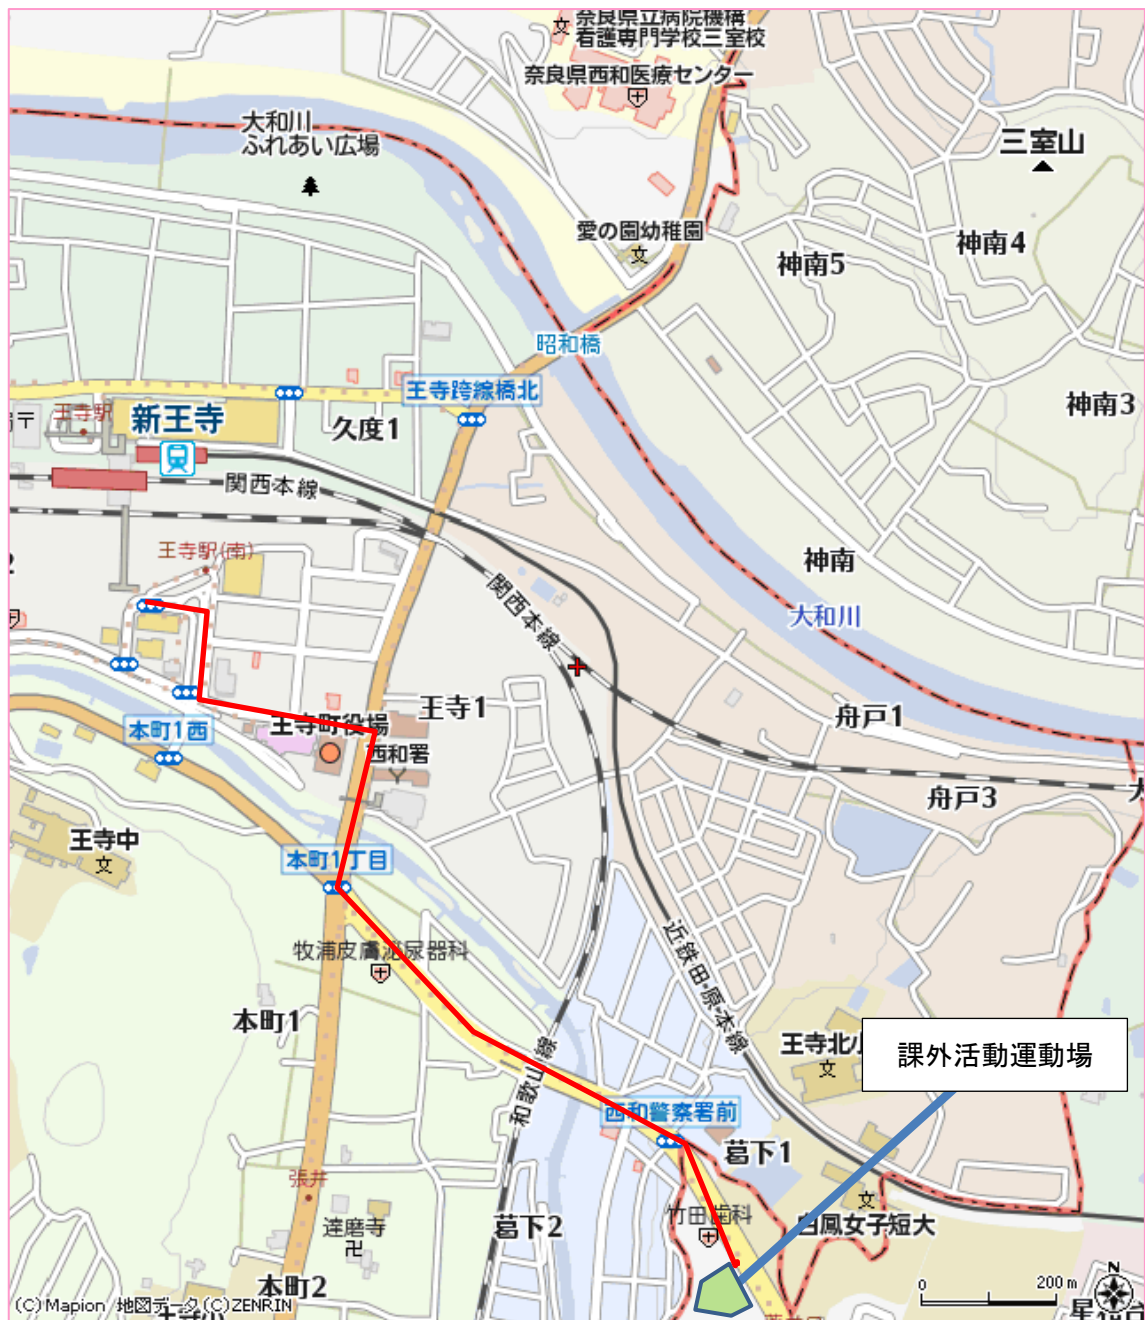 奈良県立病院機構
看護専門学校三室校
奈良県西和医療センター
大和川
ふれあい広場
三室山
愛の園幼稚園
神南5
神南4
昭和橋
王寺跨線橋北
神南3
王寺駅
新王寺
久度1
関西本線
王寺駅(南)
神南
関西本線
大和川
王寺1
舟戸1
本町1西
王寺町役場
西和署
舟戸3
王寺中
本町1丁目
牧浦皮膚泌尿器科
近鉄田原本線
本町1
王寺北小
課外活動運動場
和歌山線
西和警察署前
葛下1
張井
竹田歯科
達磨寺
葛下2
白鳳女子短大
本町2
N
0
200m
(C)Mapion 地図データ(C)ZENRIN